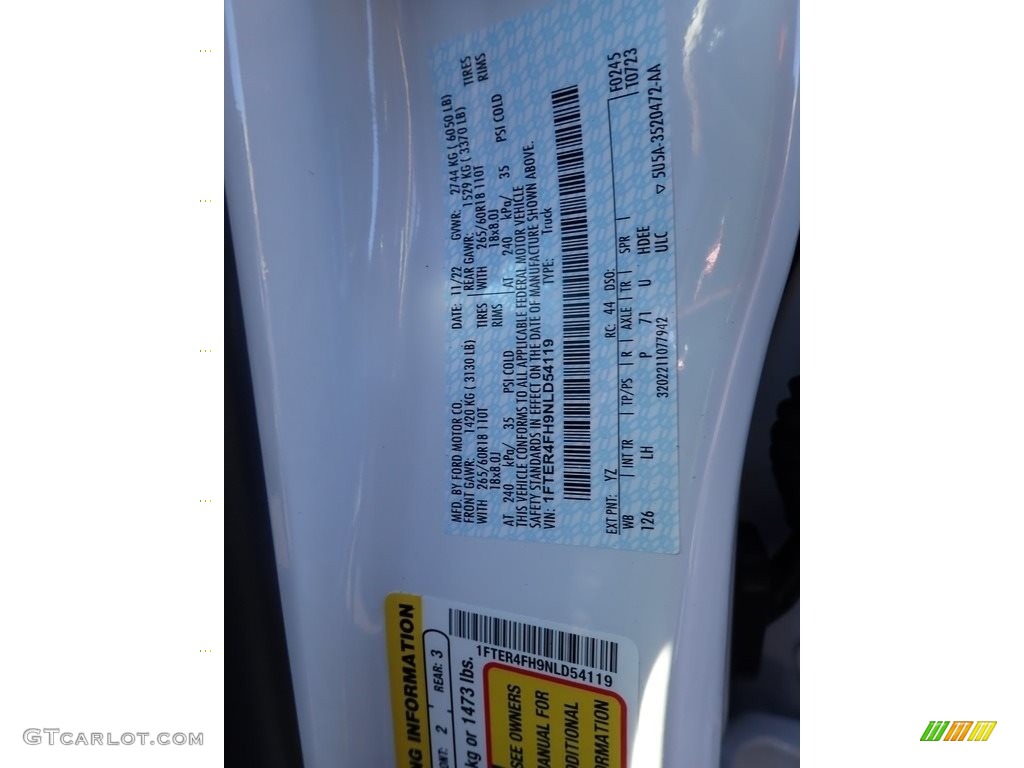 MFD. BY FORD MOTOR CO. DATE: 11/22 GVWR: 2744 KG ( 6050 LB)
FRONT GAWR: 1420 KG ( 3130 LB) REAR GAWR: 1529 KG ( 3370 LB)
WITH 265/60R18 110T TIRES WITH 265/60R18 110T TIRES
18x8.0J RIMS 18x8.0J RIMS
AT 240 kPa/ 35 PSI COLD AT 240 kPa/ 35 PSI COLD
THIS VEHICLE CONFORMS TO ALL APPLICABLE FEDERAL MOTOR VEHICLE
SAFETY STANDARDS IN EFFECT ON THE DATE OF MANUFACTURE SHOWN ABOVE.
VIN: 1FTER4FH9NLD54119 TYPE: Truck
EXT PNT: YZ RC: 44 DSO: F0245
WB INT TR TP/PS R AXLE TR SPR T0723
126 LH P 71 U HDEE
3202211077942 ULC ▽ 5U5A-3520472-AA
NG INFORMATION
ONT: 2 REAR: 3
kg or 1473 lbs.
1FTER4FH9NLD54119
SEE OWNERS
MANUAL FOR
ADDITIONAL
FORMATION
GTCARLOT.COM